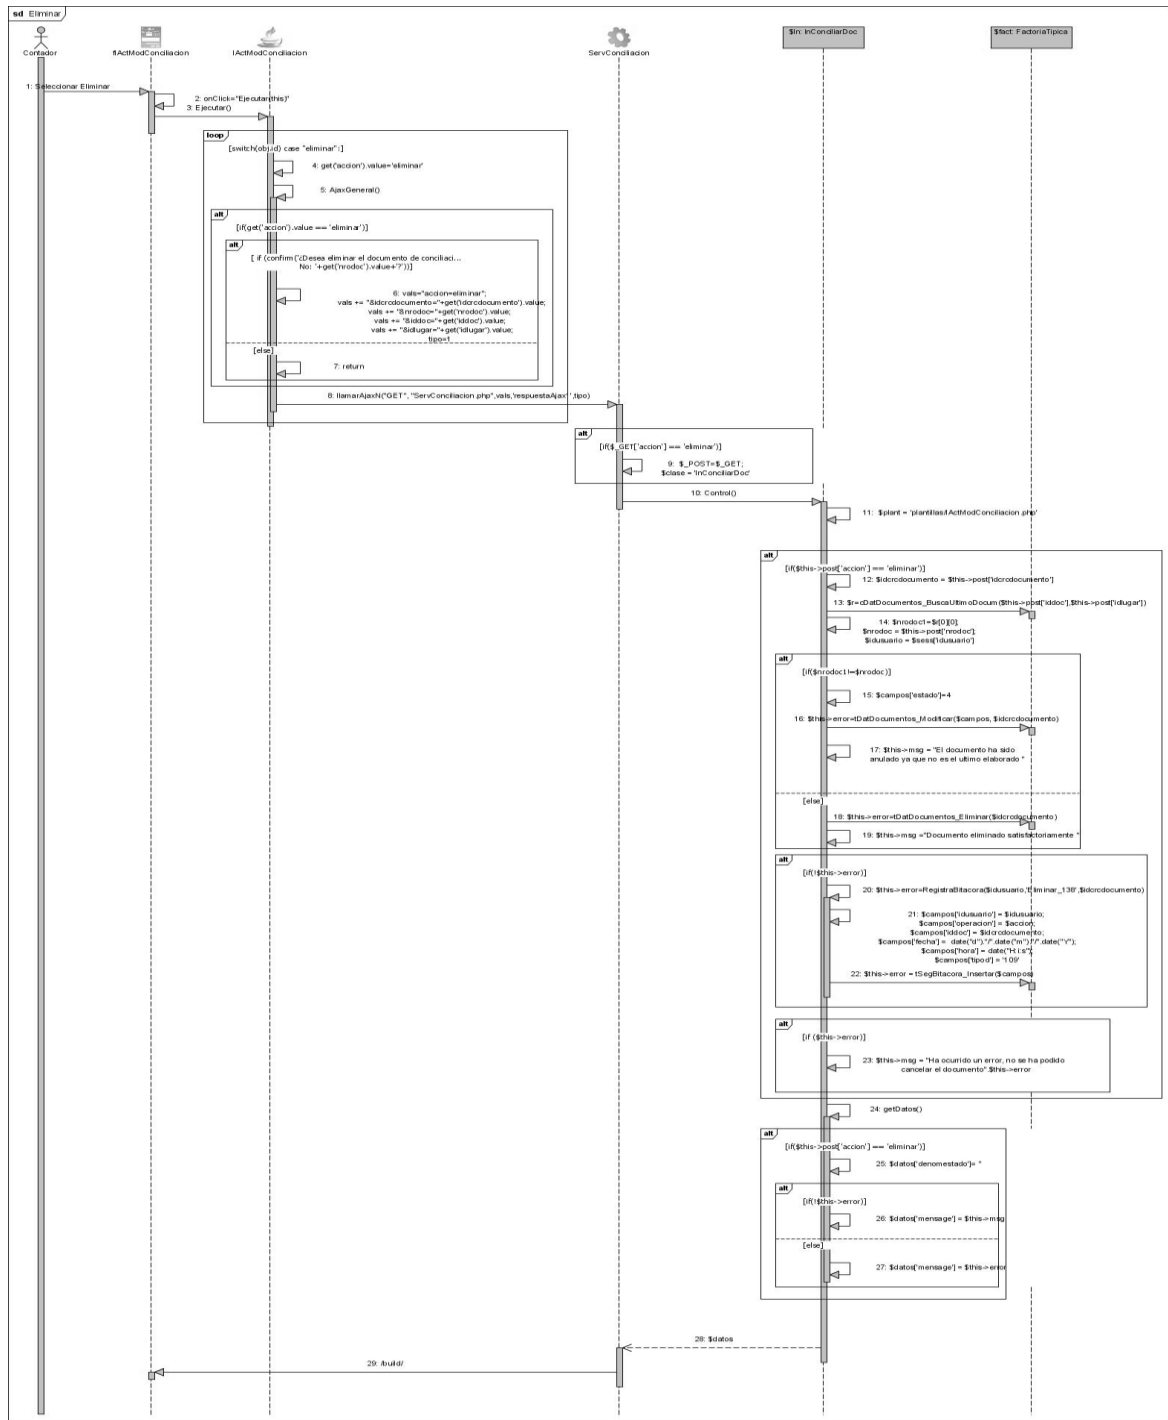 sd Eliminar
Contador
flActModConciliacion
lActModConciliacion
ServConciliacion
$In: InConciliarDoc
$fact: FactoriaTipica
1: Seleccionar Eliminar
2: onClick="Ejecutar(this)"
3: Ejecutar()
loop
[switch(obj.id) case "eliminar":]
4: get('accion').value='eliminar'
5: AjaxGeneral()
alt
[if(get('accion').value == 'eliminar')]
alt
[ if (confirm('¿Desea eliminar el documento de conciliaci...
No: '+get('nrodoc').value+'?'))]
6: vals="accion=eliminar";
vals += "&idcrcdocumento="+get('idcrcdocumento').value;
vals += "&nrodoc="+get('nrodoc').value;
vals += "&iddoc="+get('iddoc').value;
vals += "&idlugar="+get('idlugar').value;
tipo=1
[else]
7: return
8: llamarAjaxN("GET", "ServConciliacion.php",vals,'respuestaAjax' ,tipo)
alt
[if($_GET['accion'] == 'eliminar')]
9: $_POST=$_GET;
$clase = 'InConciliarDoc'
10: Control()
11: $plant = 'plantillas/IActModConciliacion.php'
alt
[if($this->post['accion'] == 'eliminar')]
12: $idcrcdocumento = $this->post['idcrcdocumento']
13: $r=cDatDocumentos_BuscaUltimoDocum($this->post['iddoc'],$this->post['idlugar'])
14: $nrodoc1=$r[0][0];
$nrodoc = $this->post['nrodoc'];
$idusuario = $sess['idusuario']
alt
[if($nrodoc1!=$nrodoc)]
15: $campos['estado']=4
16: $this->error=tDatDocumentos_Modificar($campos, $idcrcdocumento)
17: $this->msg = "El documento ha sido
anulado ya que no es el ultimo elaborado "
[else]
18: $this->error=tDatDocumentos_Eliminar($idcrcdocumento)
19: $this->msg ="Documento eliminado satisfactoriamente "
alt
[if(!$this->error)]
20: $this->error=RegistraBitacora($idusuario,'Eliminar_138',$idcrcdocumento)
21: $campos['idusuario'] = $idusuario;
$campos['operacion'] = $accion;
$campos['iddoc'] = $idcrcdocumento;
$campos['fecha'] = date("d")."/".date("m")."/".date("Y");
$campos['hora'] = date("H:i:s");
$campos['tipod'] = '109'
22: $this->error = tSegBitacora_Insertar($campos)
alt
[if ($this->error)]
23: $this->msg = "Ha ocurrido un error, no se ha podido
cancelar el documento".$this->error
24: getDatos()
alt
[if($this->post['accion'] == 'eliminar')]
25: $datos['denomestado']= ''
alt
[if(!$this->error)]
26: $datos['mensage'] = $this->msg
[else]
27: $datos['mensage'] = $this->error
28: $datos
29: /build/